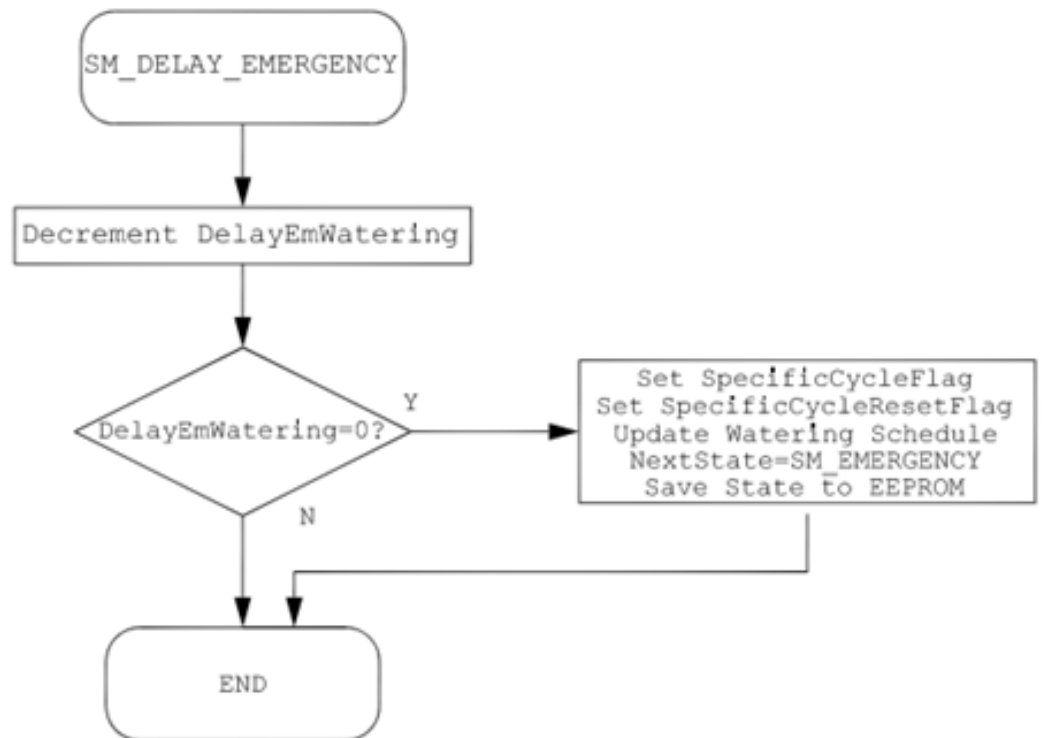 SM_DELAY_EMERGENCY
Decrement DelayEmWatering
DelayEmWatering=0?
Y
Set SpecificCycleFlag
Set SpecificCycleResetFlag
Update Watering Schedule
NextState=SM_EMERGENCY
Save State to EEPROM
N
END